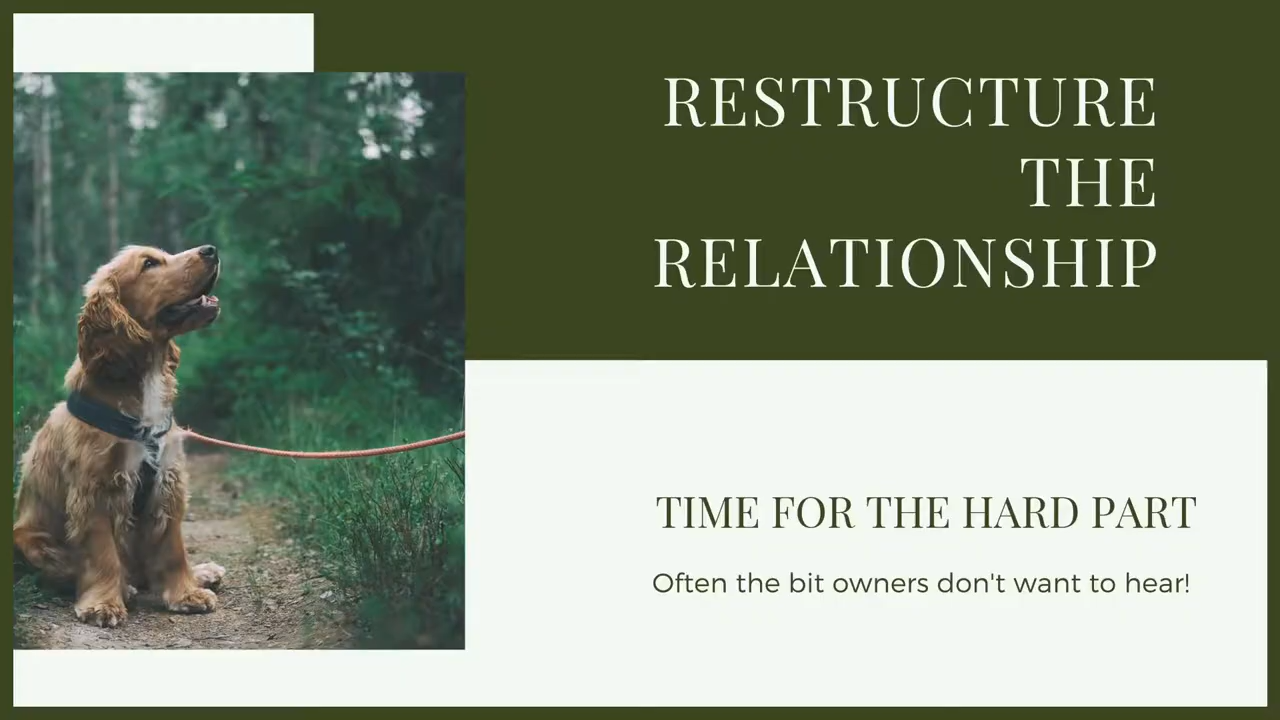 RESTRUCTURE
THE
RELATIONSHIP
TIME FOR THE HARD PART
Often the bit owners don't want to hear!